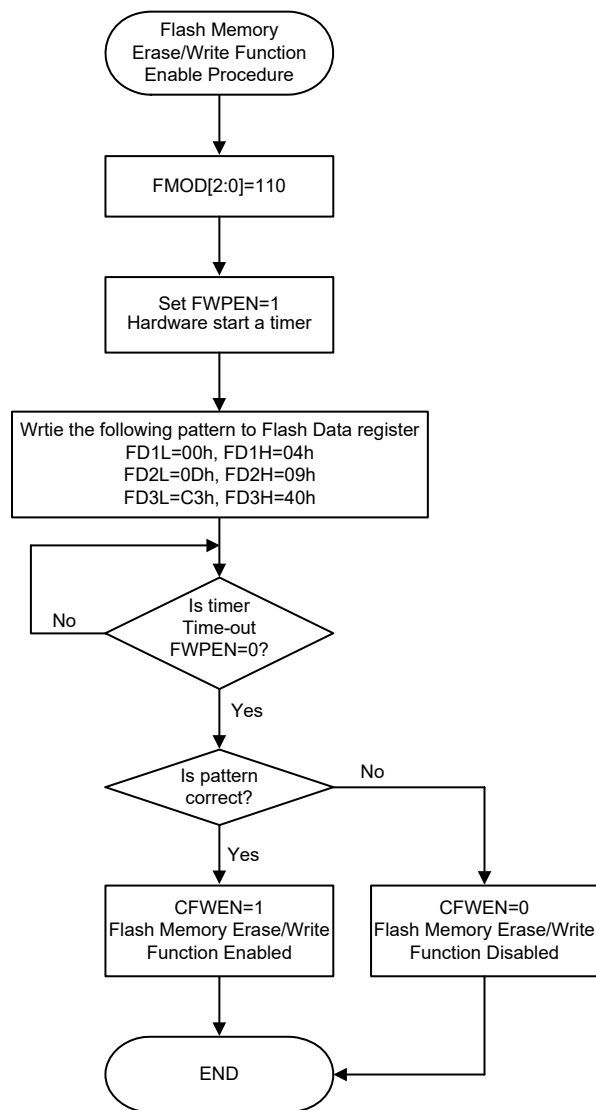 Flash Memory
Erase/Write Function
Enable Procedure
FMOD[2:0]=110
Set FWPEN=1
Hardware start a timer
Wrtie the following pattern to Flash Data register
FD1L=00h, FD1H=04h
FD2L=0Dh, FD2H=09h
FD3L=C3h, FD3H=40h
Is timer
Time-out
FWPEN=0?
No
Yes
Is pattern
correct?
No
Yes
CFWEN=1
Flash Memory Erase/Write
Function Enabled
CFWEN=0
Flash Memory Erase/Write
Function Disabled
END